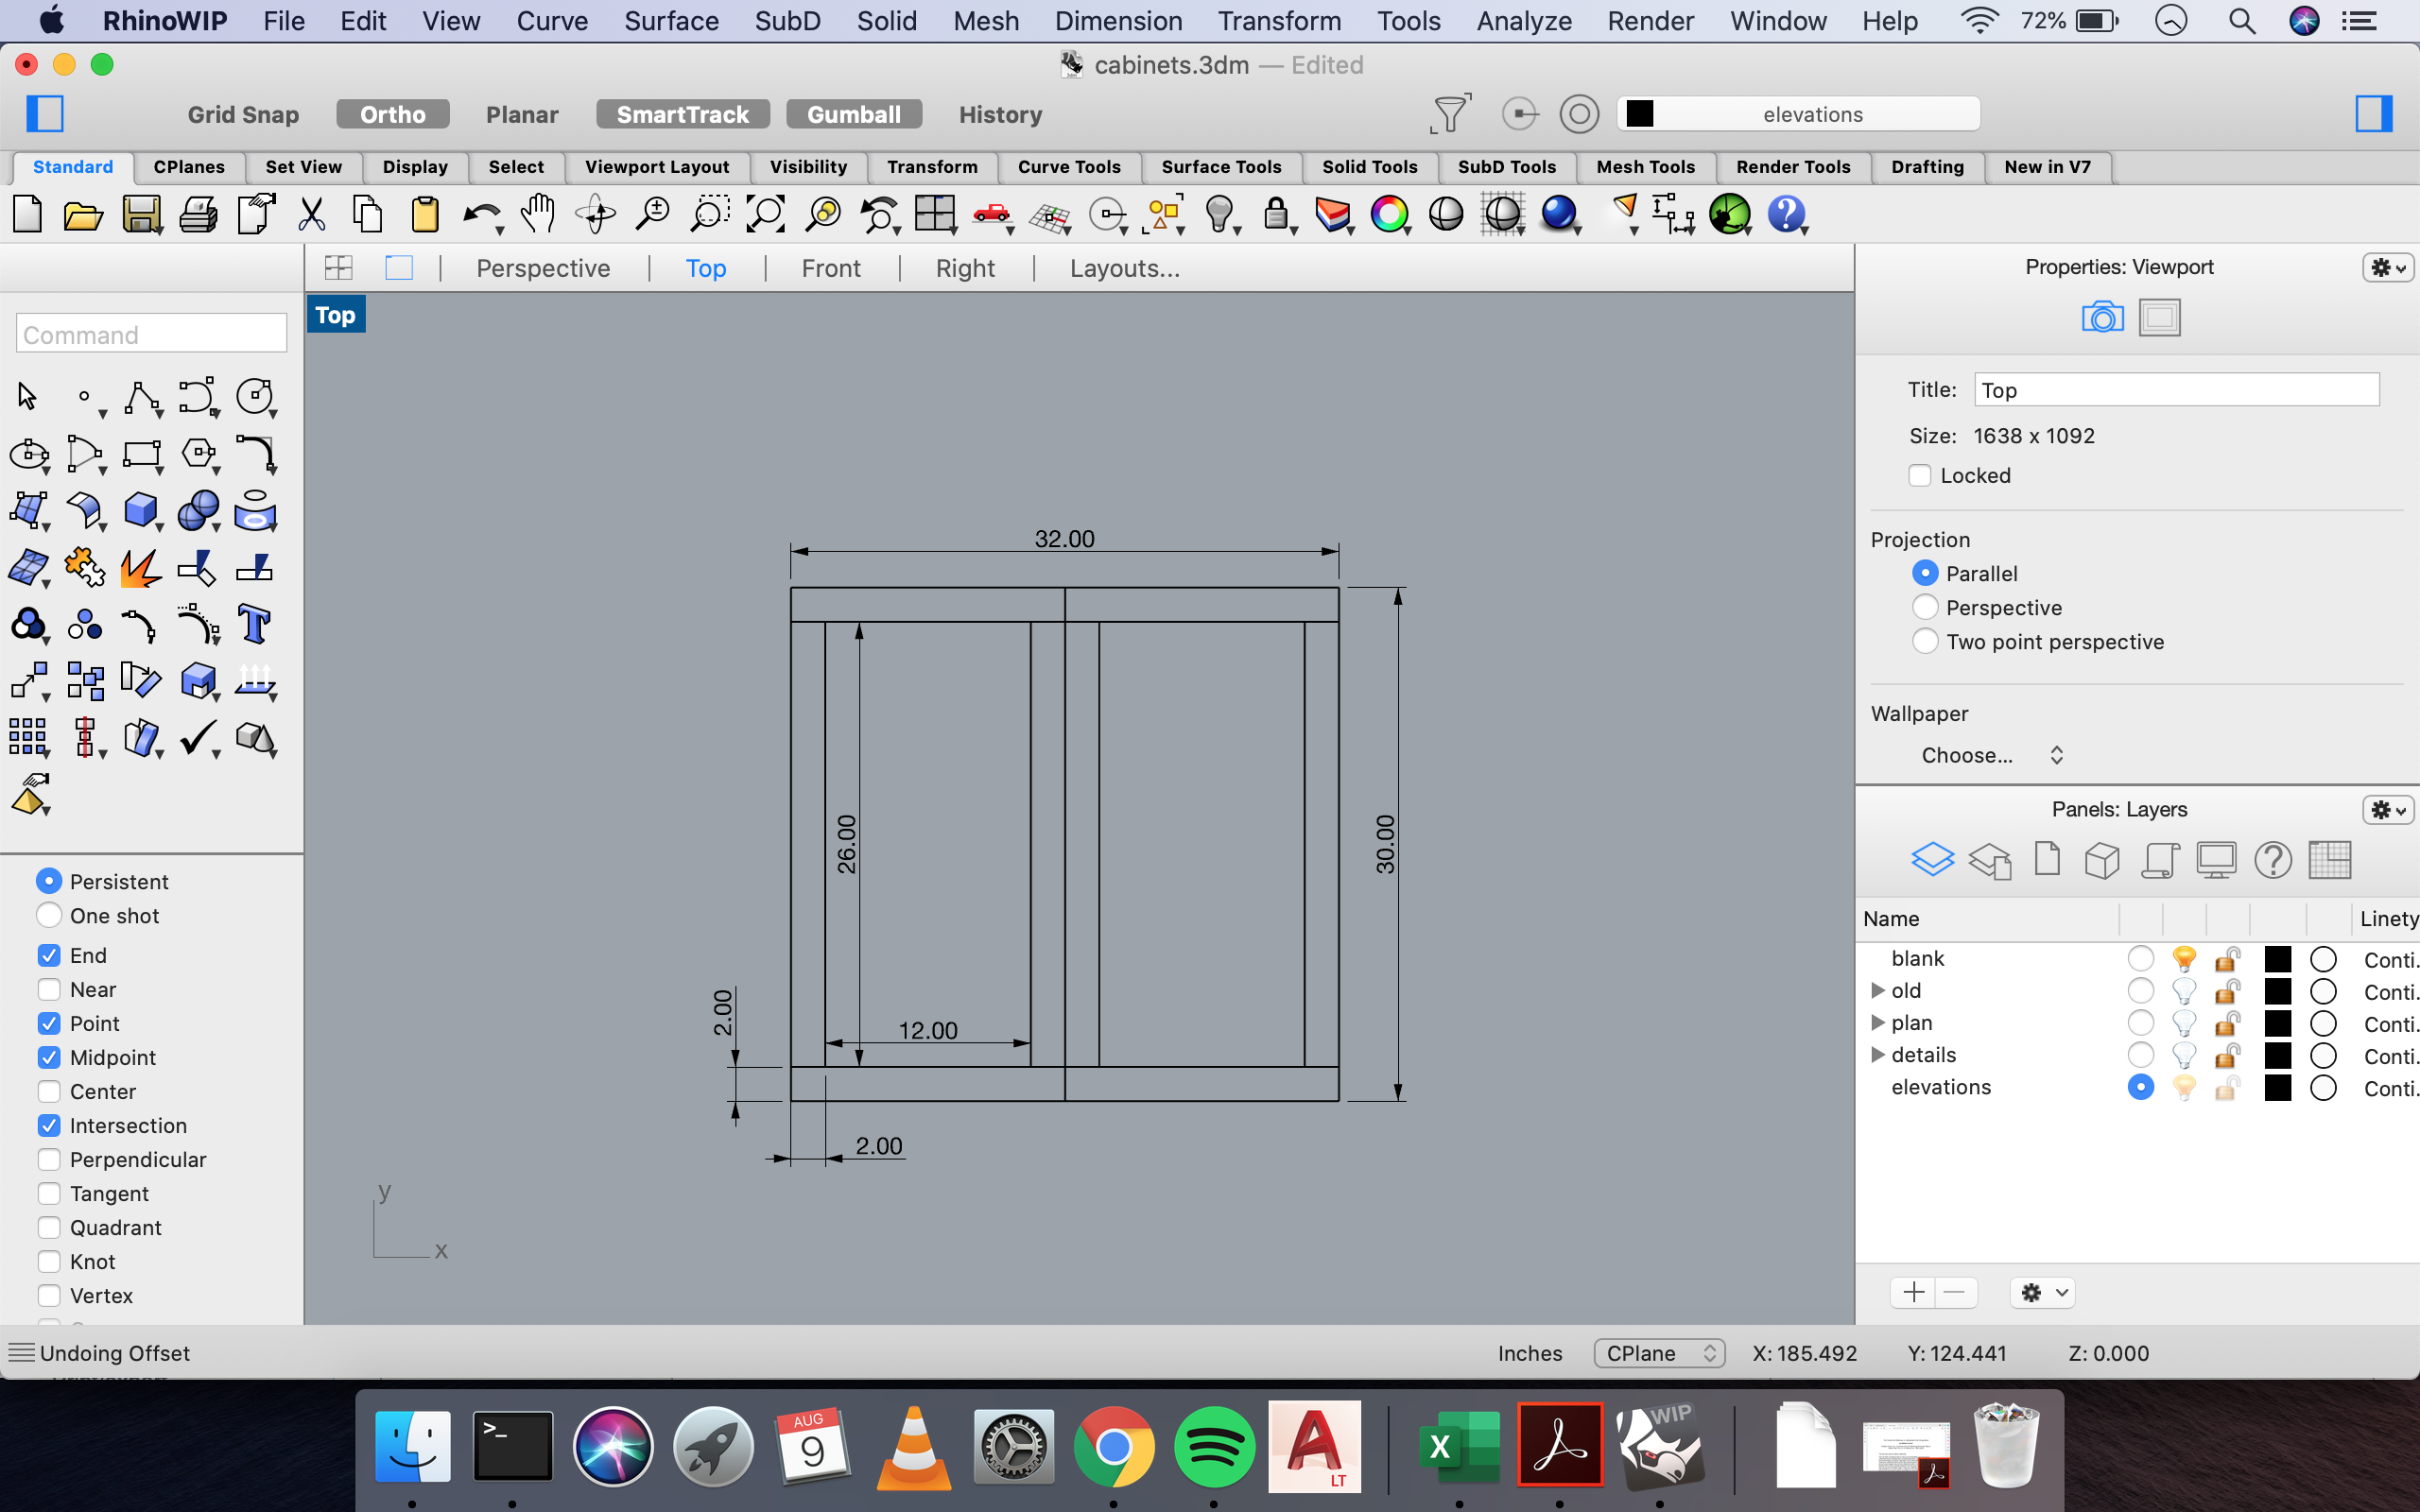 RhinoWIP File Edit View Curve Surface SubD Solid Mesh Dimension Transform Tools Analyze Render Window Help 72%
cabinets.3dm — Edited
Grid Snap Ortho Planar SmartTrack Gumball History elevations
Standard CPlanes Set View Display Select Viewport Layout Visibility Transform Curve Tools Surface Tools Solid Tools SubD Tools Mesh Tools Render Tools Drafting New in V7
Perspective Top Front Right Layouts...
Top
Command
Persistent
One shot
End
Near
Point
Midpoint
Center
Intersection
Perpendicular
Tangent
Quadrant
Knot
Vertex
32.00
26.00
30.00
2.00
12.00
2.00
y
x
Properties: Viewport
Title: Top
Size: 1638 x 1092
Locked
Projection
Parallel
Perspective
Two point perspective
Wallpaper
Choose...
Panels: Layers
Name Linety
blank Conti.
old Conti.
plan Conti.
details Conti.
elevations Conti.
Undoing Offset Inches CPlane X: 185.492 Y: 124.441 Z: 0.000
AUG
9
LT
X
WIP